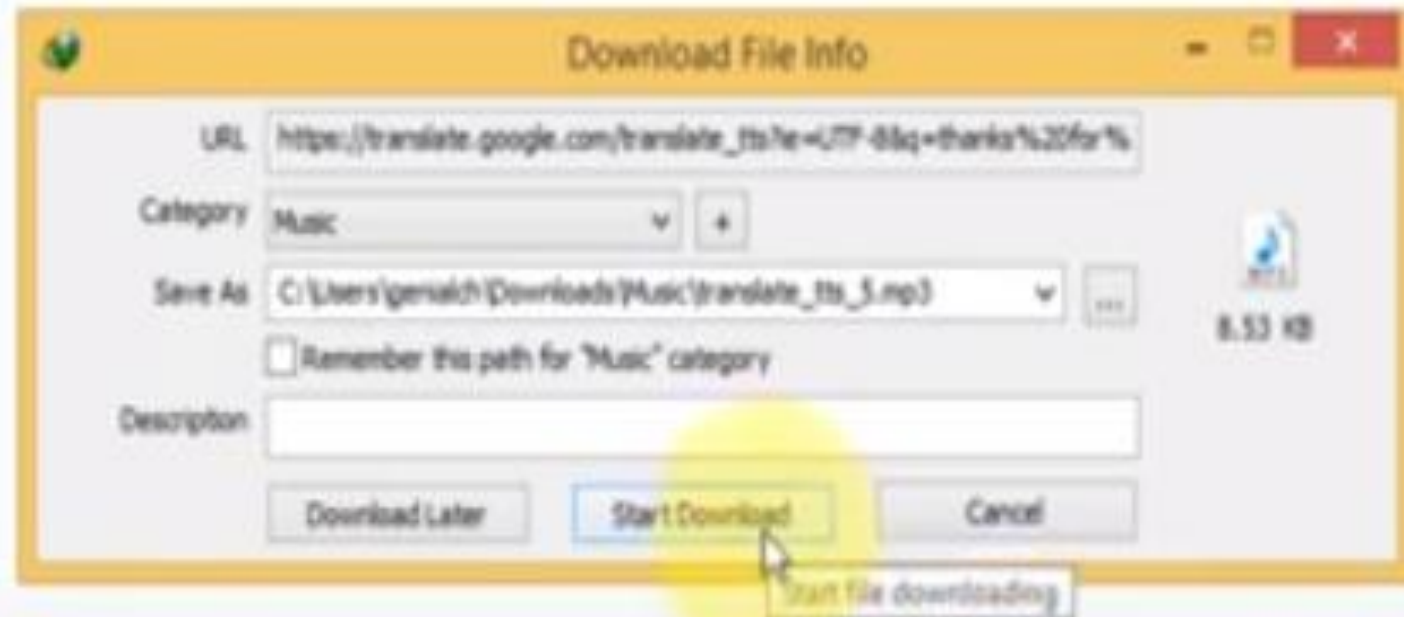 Download File Info
URL https://translate.google.com/translate_tts?ie=UTF-8&q=thanks%20for%
Category Music +
Save As C:\Users\genialch\Downloads\Music\translate_tts_5.mp3 ...
8.53 KB
Remember this path for "Music" category
Description
Download Later Start Download Cancel
Start file downloading